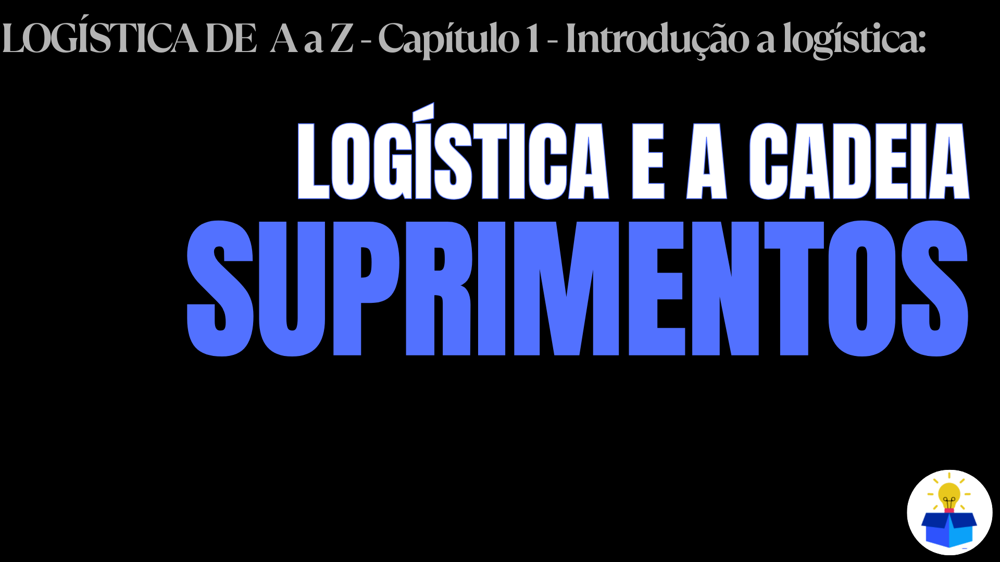 LOGÍSTICA DE A a Z - Capítulo 1 - Introdução a logística:
LOGÍSTICA E A CADEIA
SUPRIMENTOS